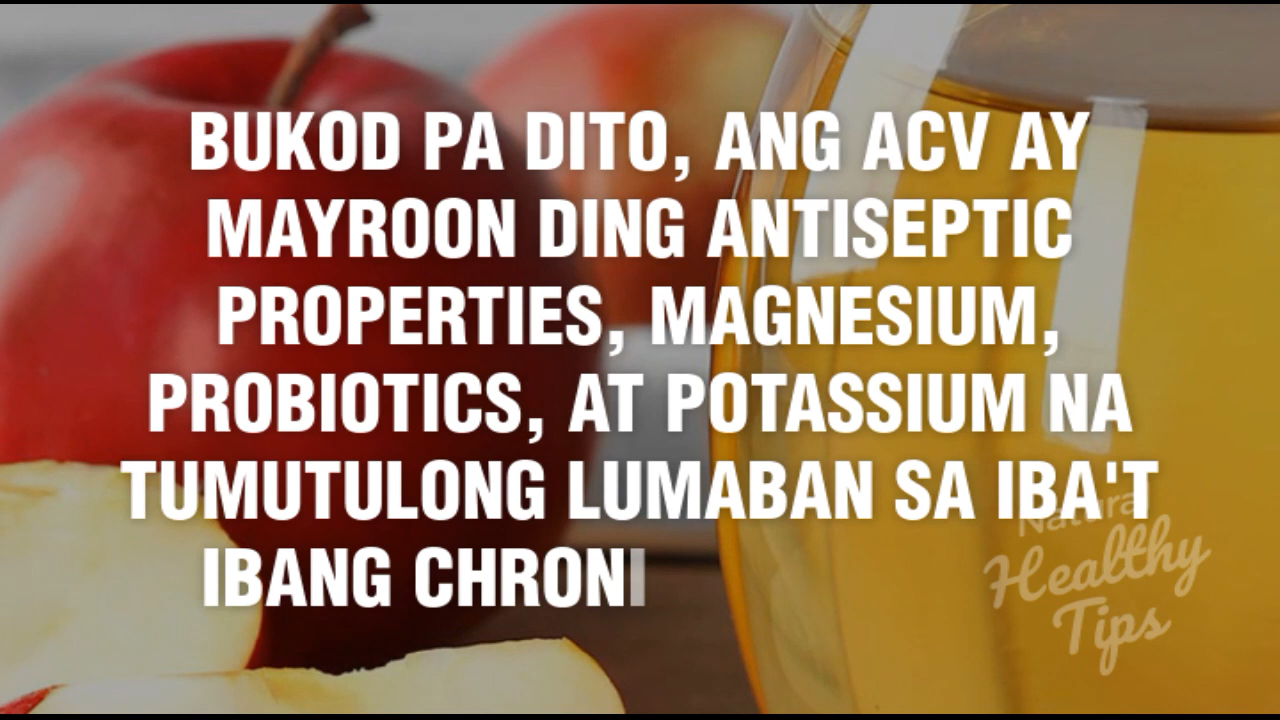 BUKOD PA DITO, ANG ACV AY
MAYROON DING ANTISEPTIC
PROPERTIES, MAGNESIUM,
PROBIOTICS, AT POTASSIUM NA
TUMUTULONG LUMABAN SA IBA'T
IBANG CHRONI
Natural
Healthy
Tips